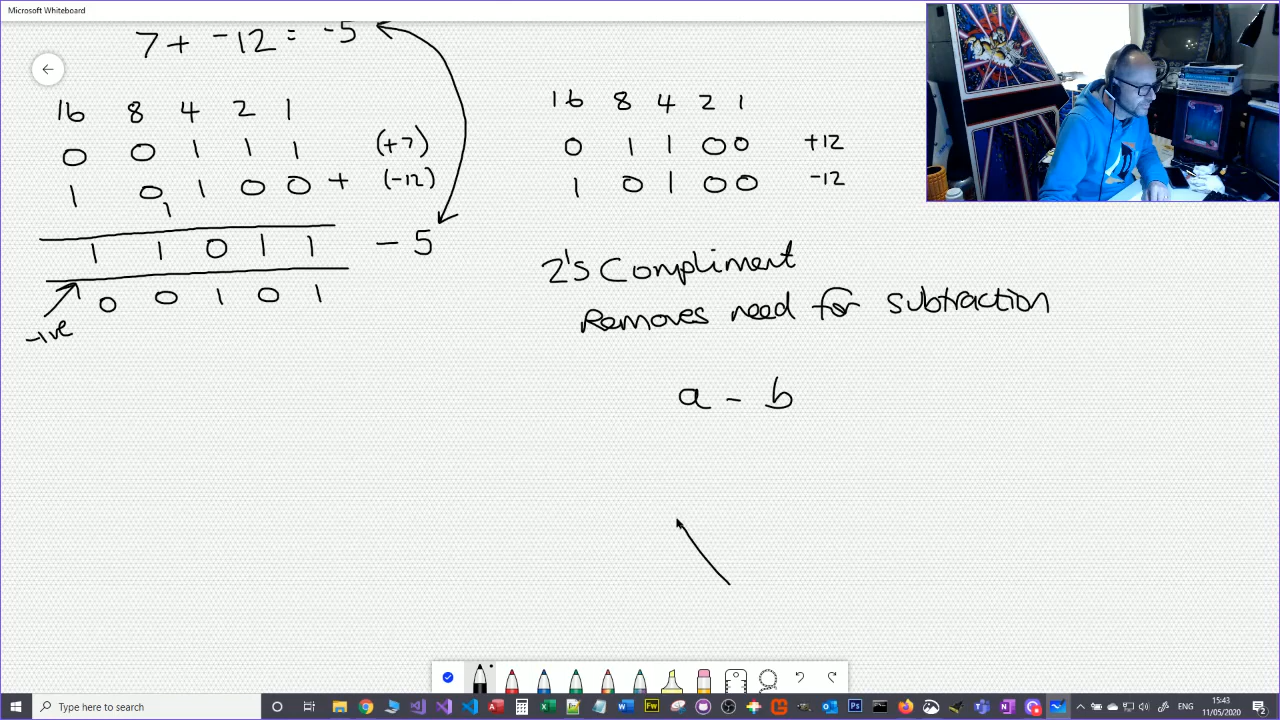 Microsoft Whiteboard
7 + -12 = -5
16 8 4 2 1
0 0 1 1 1 (+7)
1 0 1 0 0 + (-12)
1
1 1 0 1 1 - 5
0 0 1 0 1
-ive
16 8 4 2 1
0 1 1 0 0 +12
1 0 1 0 0 -12
2's Compliment
Removes need for subtraction
a - b
Type here to search
ENG
15:43
11/05/2020
2